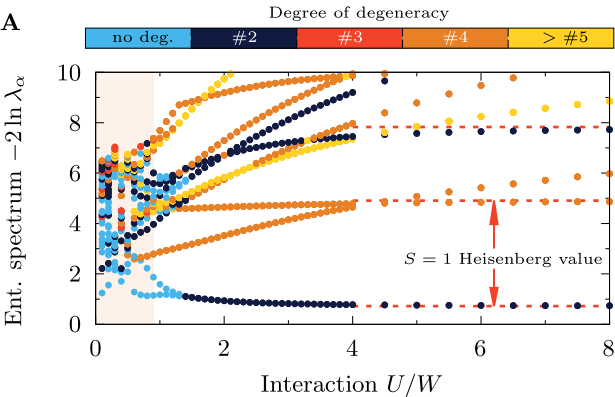 Degree of degeneracy
A
no deg. #2 #3 #4 > #5
10
8
6
4
2
0
Ent. spectrum −2 ln λα
S = 1 Heisenberg value
0 2 4 6 8
Interaction U/W